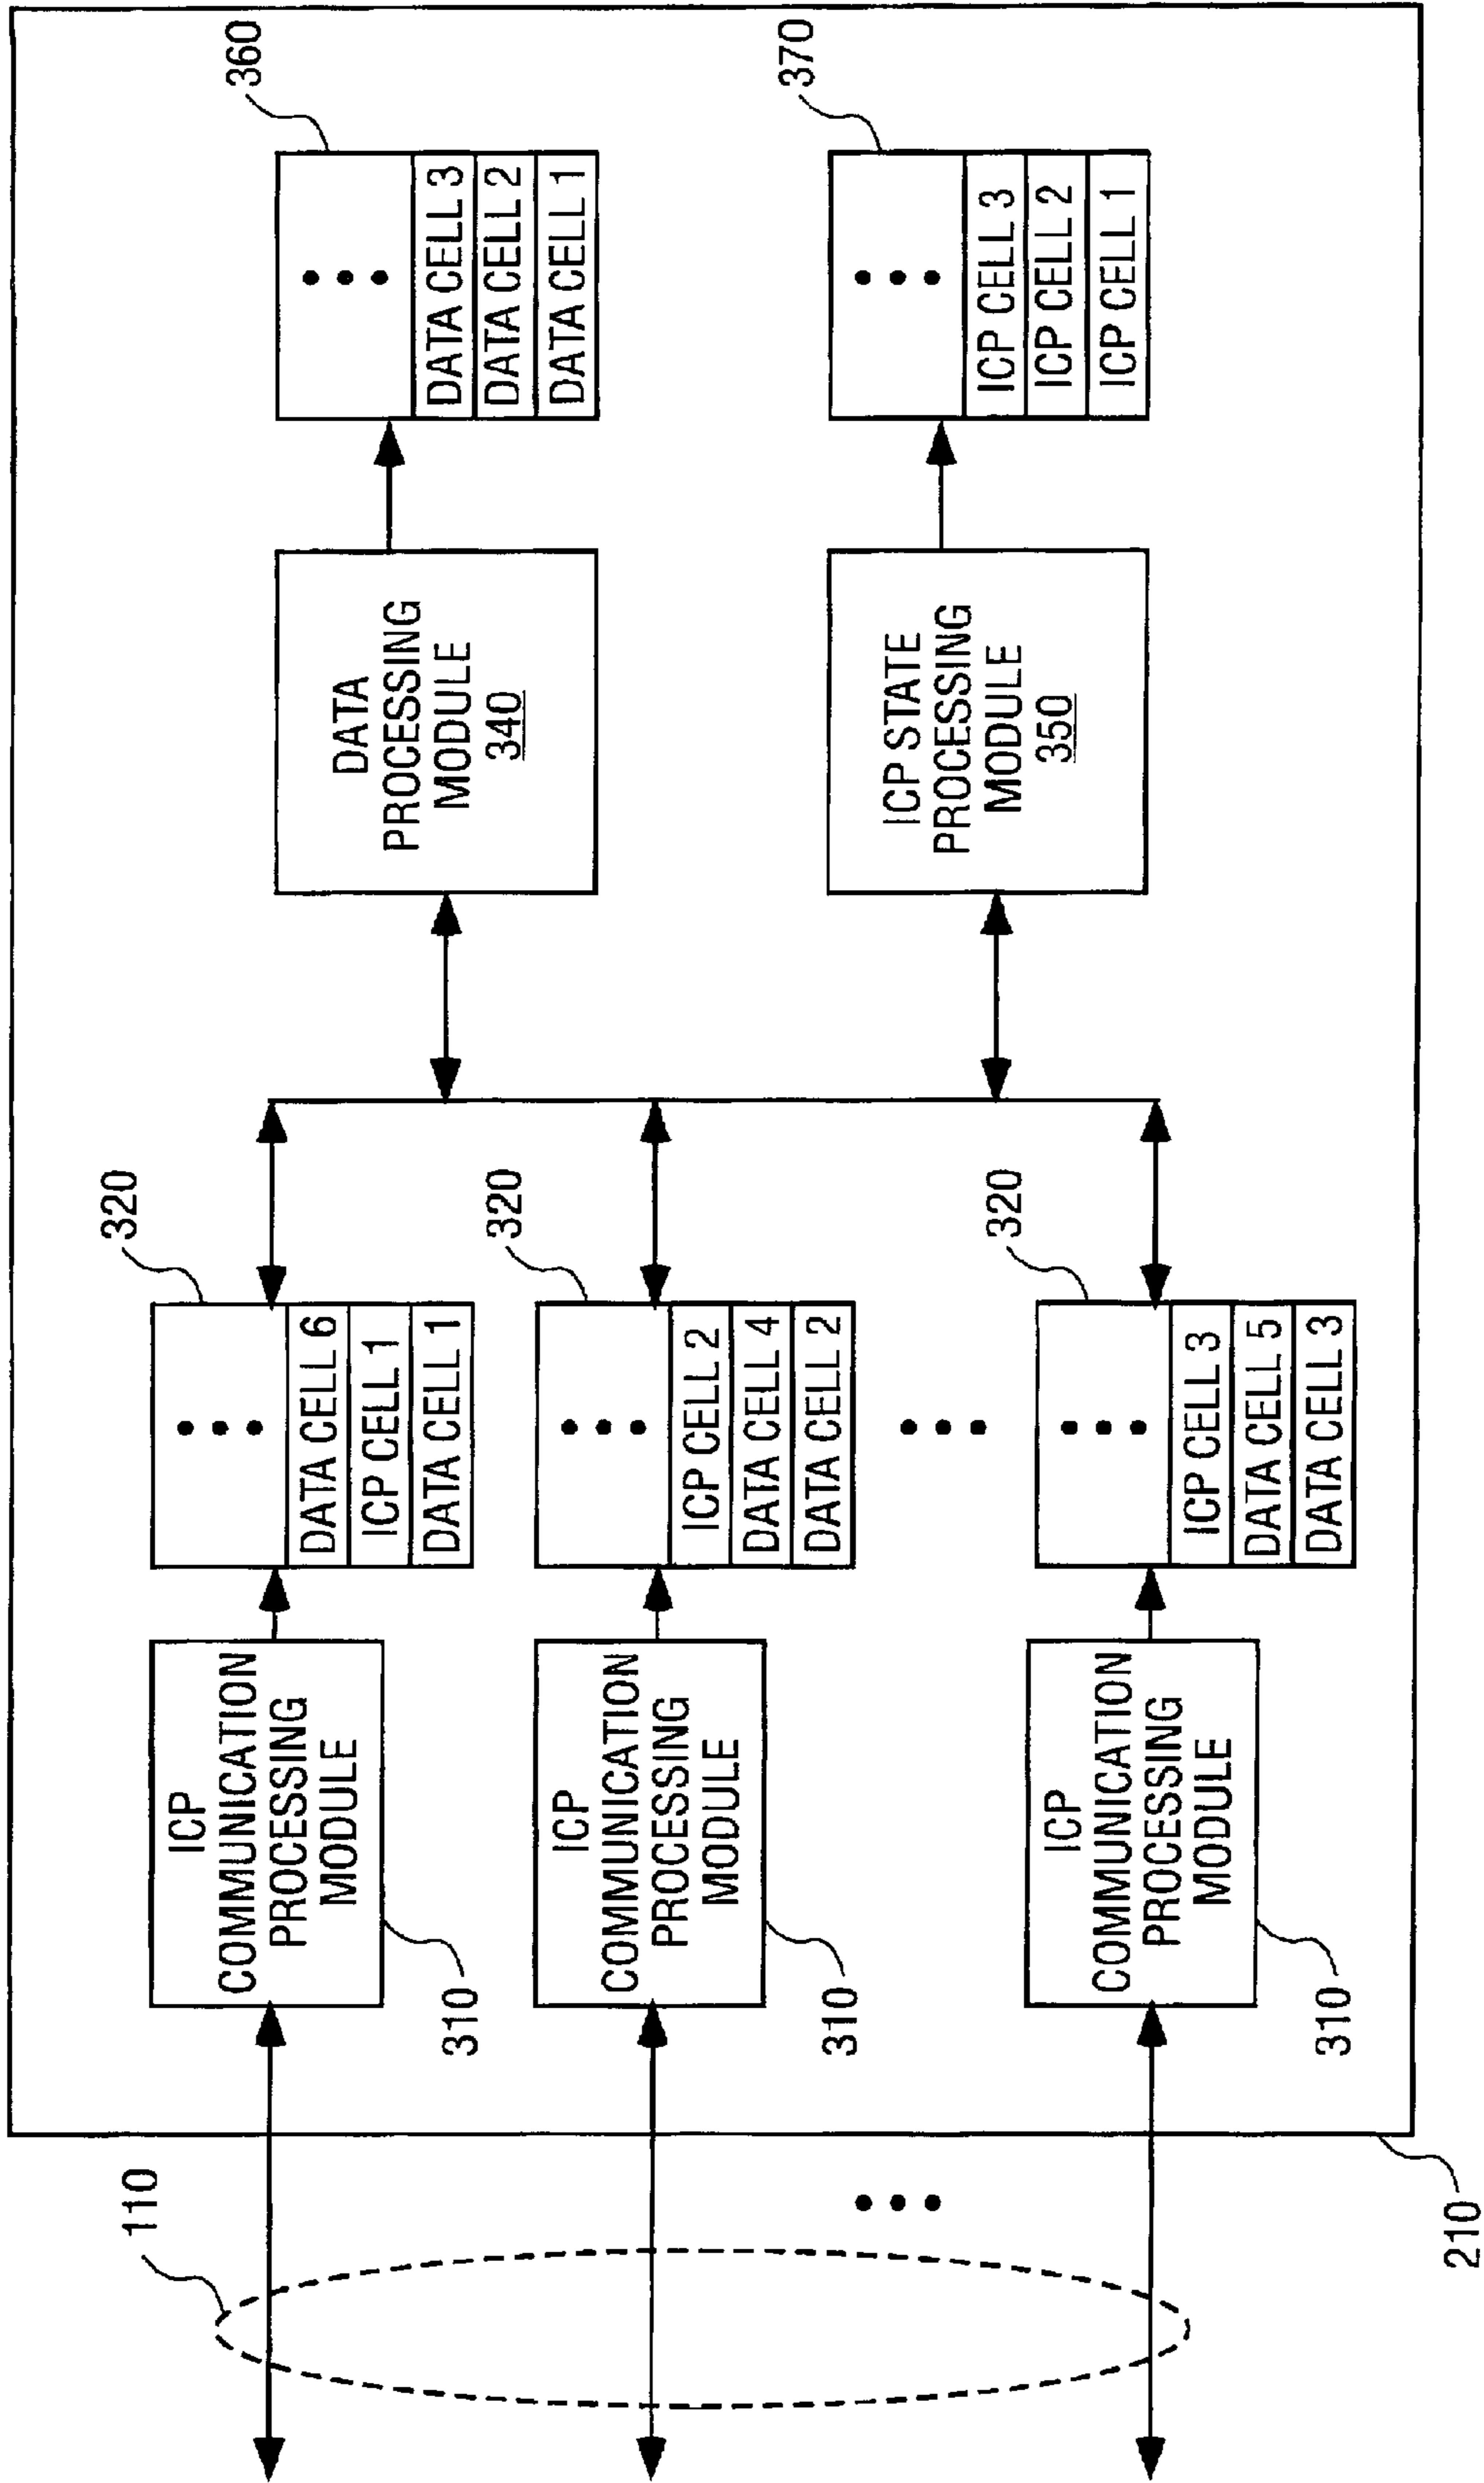 110
ICP
COMMUNICATION
PROCESSING
MODULE
310
320
DATA CELL 6
ICP CELL 1
DATA CELL 1
ICP
COMMUNICATION
PROCESSING
MODULE
310
320
ICP CELL 2
DATA CELL 4
DATA CELL 2
ICP
COMMUNICATION
PROCESSING
MODULE
310
320
ICP CELL 3
DATA CELL 5
DATA CELL 3
DATA
PROCESSING
MODULE
340
360
DATA CELL 3
DATA CELL 2
DATA CELL 1
ICP STATE
PROCESSING
MODULE
350
370
ICP CELL 3
ICP CELL 2
ICP CELL 1
210